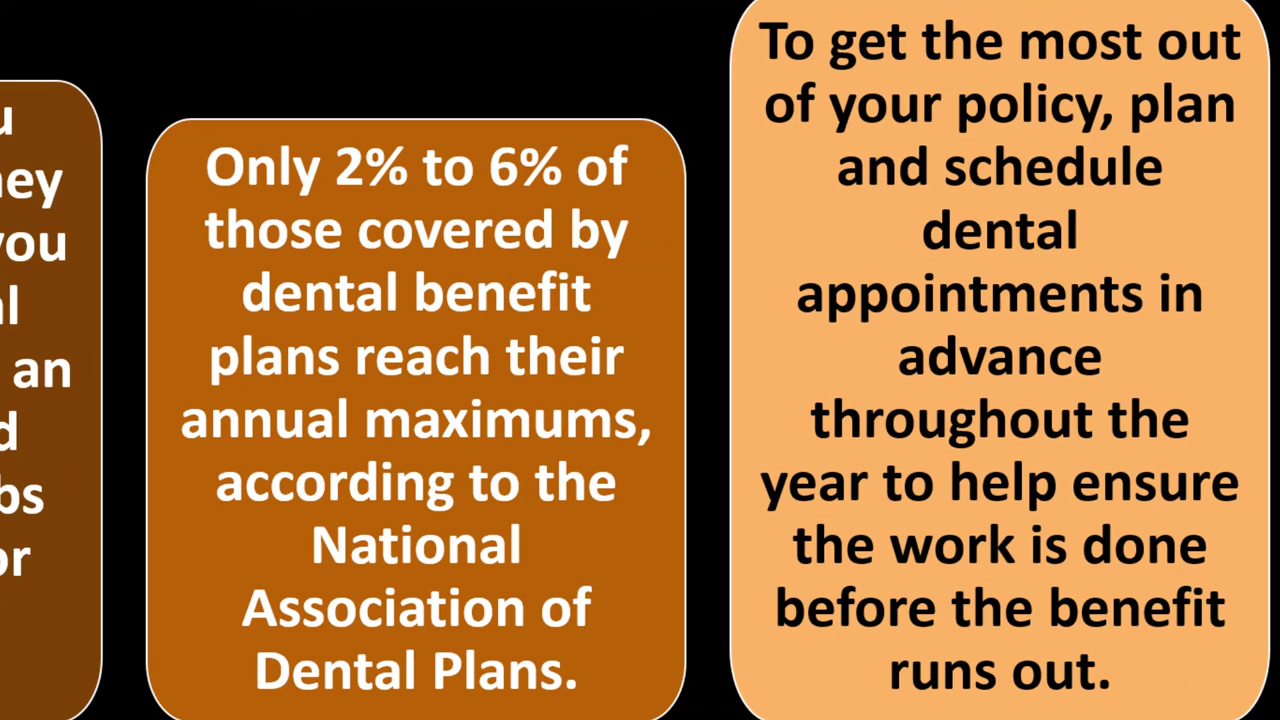 you
an
Only 2% to 6% of
those covered by
dental benefit
plans reach their
annual maximums,
according to the
National
Association of
Dental Plans.
To get the most out
of your policy, plan
and schedule
dental
appointments in
advance
throughout the
year to help ensure
the work is done
before the benefit
runs out.